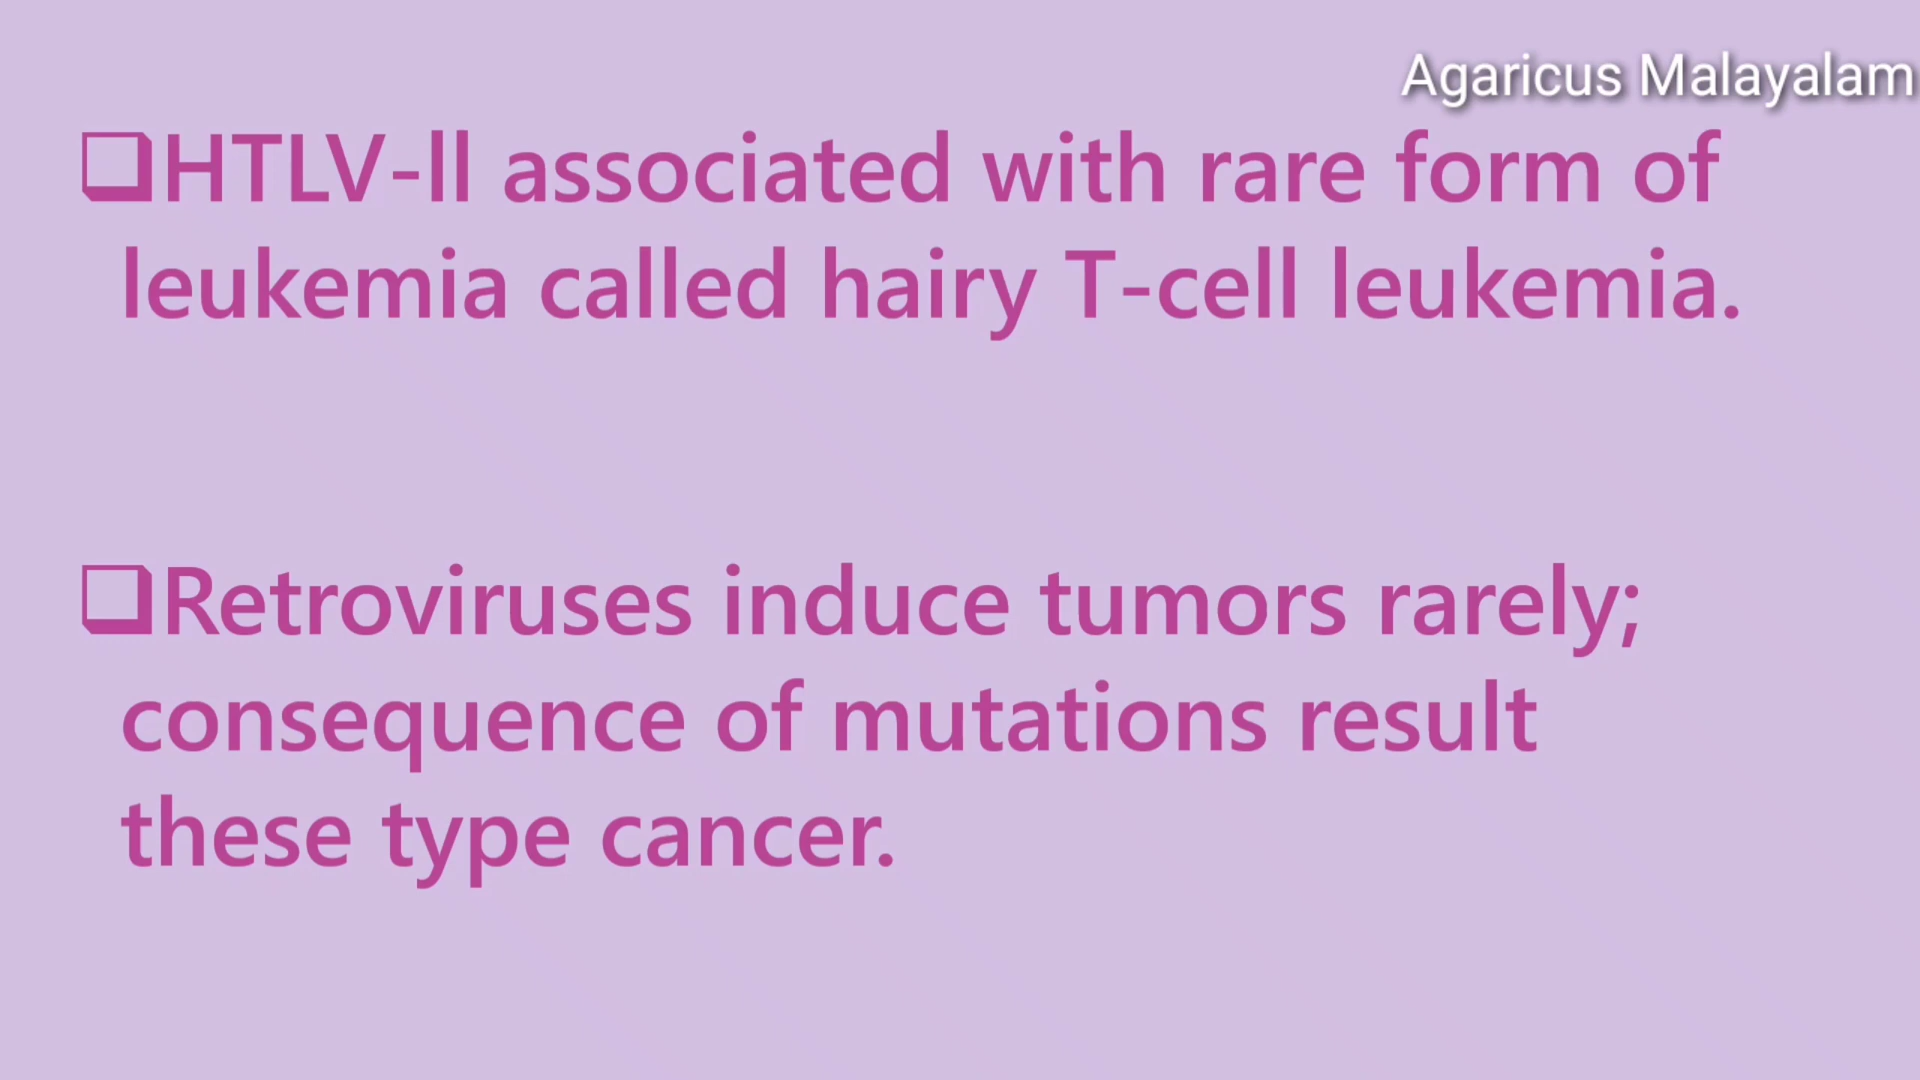 Agaricus Malayalam
❑HTLV-ll associated with rare form of
leukemia called hairy T-cell leukemia.
❑Retroviruses induce tumors rarely;
consequence of mutations result
these type cancer.